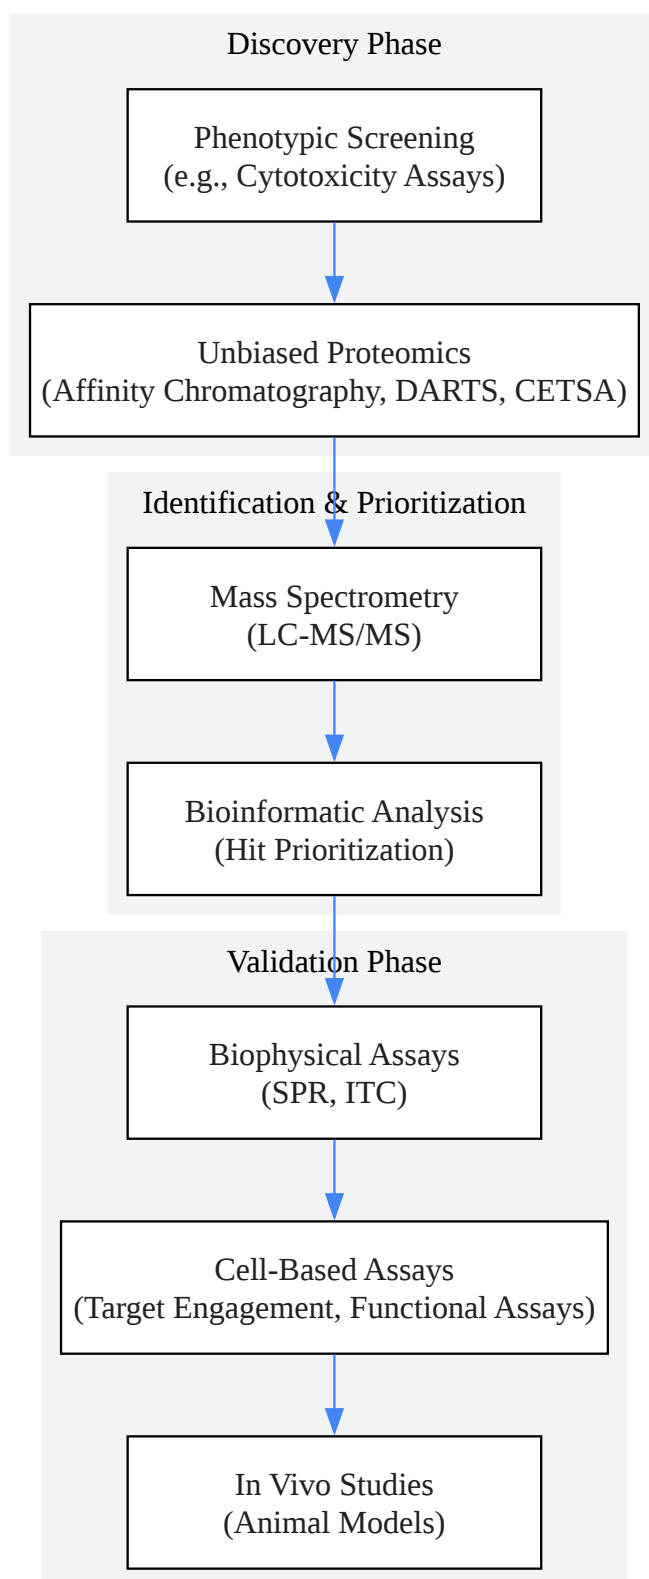 Discovery Phase
Phenotypic Screening
(e.g., Cytotoxicity Assays)
Unbiased Proteomics
(Affinity Chromatography, DARTS, CETSA)
Identification & Prioritization
Mass Spectrometry
(LC-MS/MS)
Bioinformatic Analysis
(Hit Prioritization)
Validation Phase
Biophysical Assays
(SPR, ITC)
Cell-Based Assays
(Target Engagement, Functional Assays)
In Vivo Studies
(Animal Models)